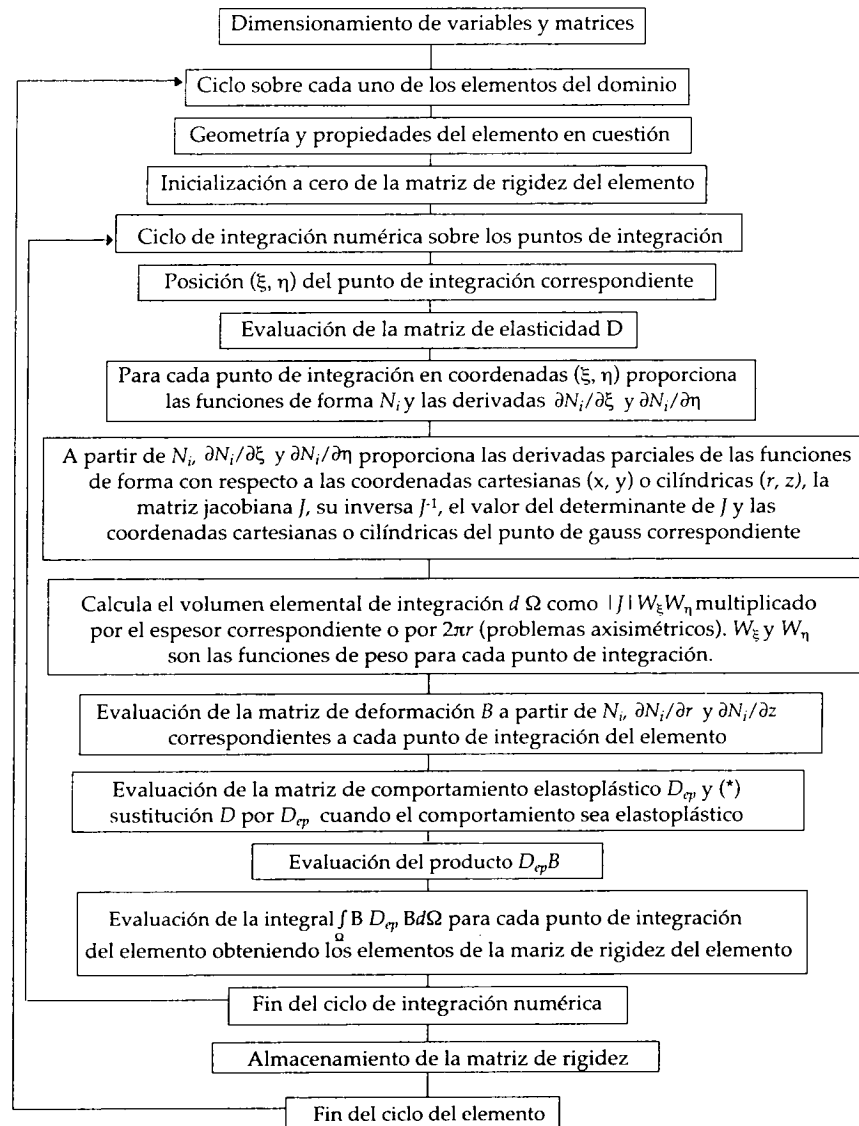 Dimensionamiento de variables y matrices
Ciclo sobre cada uno de los elementos del dominio
Geometría y propiedades del elemento en cuestión
Inicialización a cero de la matriz de rigidez del elemento
Ciclo de integración numérica sobre los puntos de integración
Posición (ξ, η) del punto de integración correspondiente
Evaluación de la matriz de elasticidad D
Para cada punto de integración en coordenadas (ξ, η) proporciona
las funciones de forma Nᵢ y las derivadas ∂Nᵢ/∂ξ y ∂Nᵢ/∂η
A partir de Nᵢ, ∂Nᵢ/∂ξ y ∂Nᵢ/∂η proporciona las derivadas parciales de las funciones
de forma con respecto a las coordenadas cartesianas (x, y) o cilíndricas (r, z), la
matriz jacobiana J, su inversa J⁻¹, el valor del determinante de J y las
coordenadas cartesianas o cilíndricas del punto de gauss correspondiente
Calcula el volumen elemental de integración d Ω como |J| W_ξ W_η multiplicado
por el espesor correspondiente o por 2πr (problemas axisimétricos). W_ξ y W_η
son las funciones de peso para cada punto de integración.
Evaluación de la matriz de deformación B a partir de Nᵢ, ∂Nᵢ/∂r y ∂Nᵢ/∂z
correspondientes a cada punto de integración del elemento
Evaluación de la matriz de comportamiento elastoplástico D_ep y (*)
sustitución D por D_ep cuando el comportamiento sea elastoplástico
Evaluación del producto D_ep B
Evaluación de la integral ∫_Ω B D_ep B dΩ para cada punto de integración
del elemento obteniendo los elementos de la mariz de rigidez del elemento
Fin del ciclo de integración numérica
Almacenamiento de la matriz de rigidez
Fin del ciclo del elemento